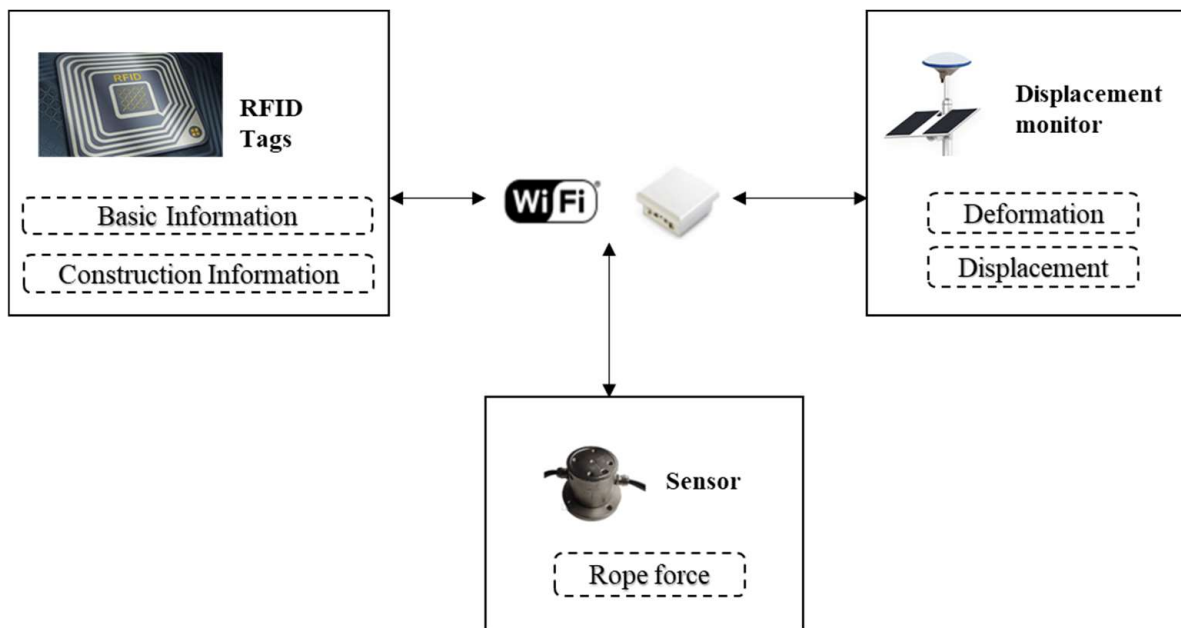 RFID
RFID
Tags
Basic Information
Construction Information
WiFi®
Displacement
monitor
Deformation
Displacement
Sensor
Rope force